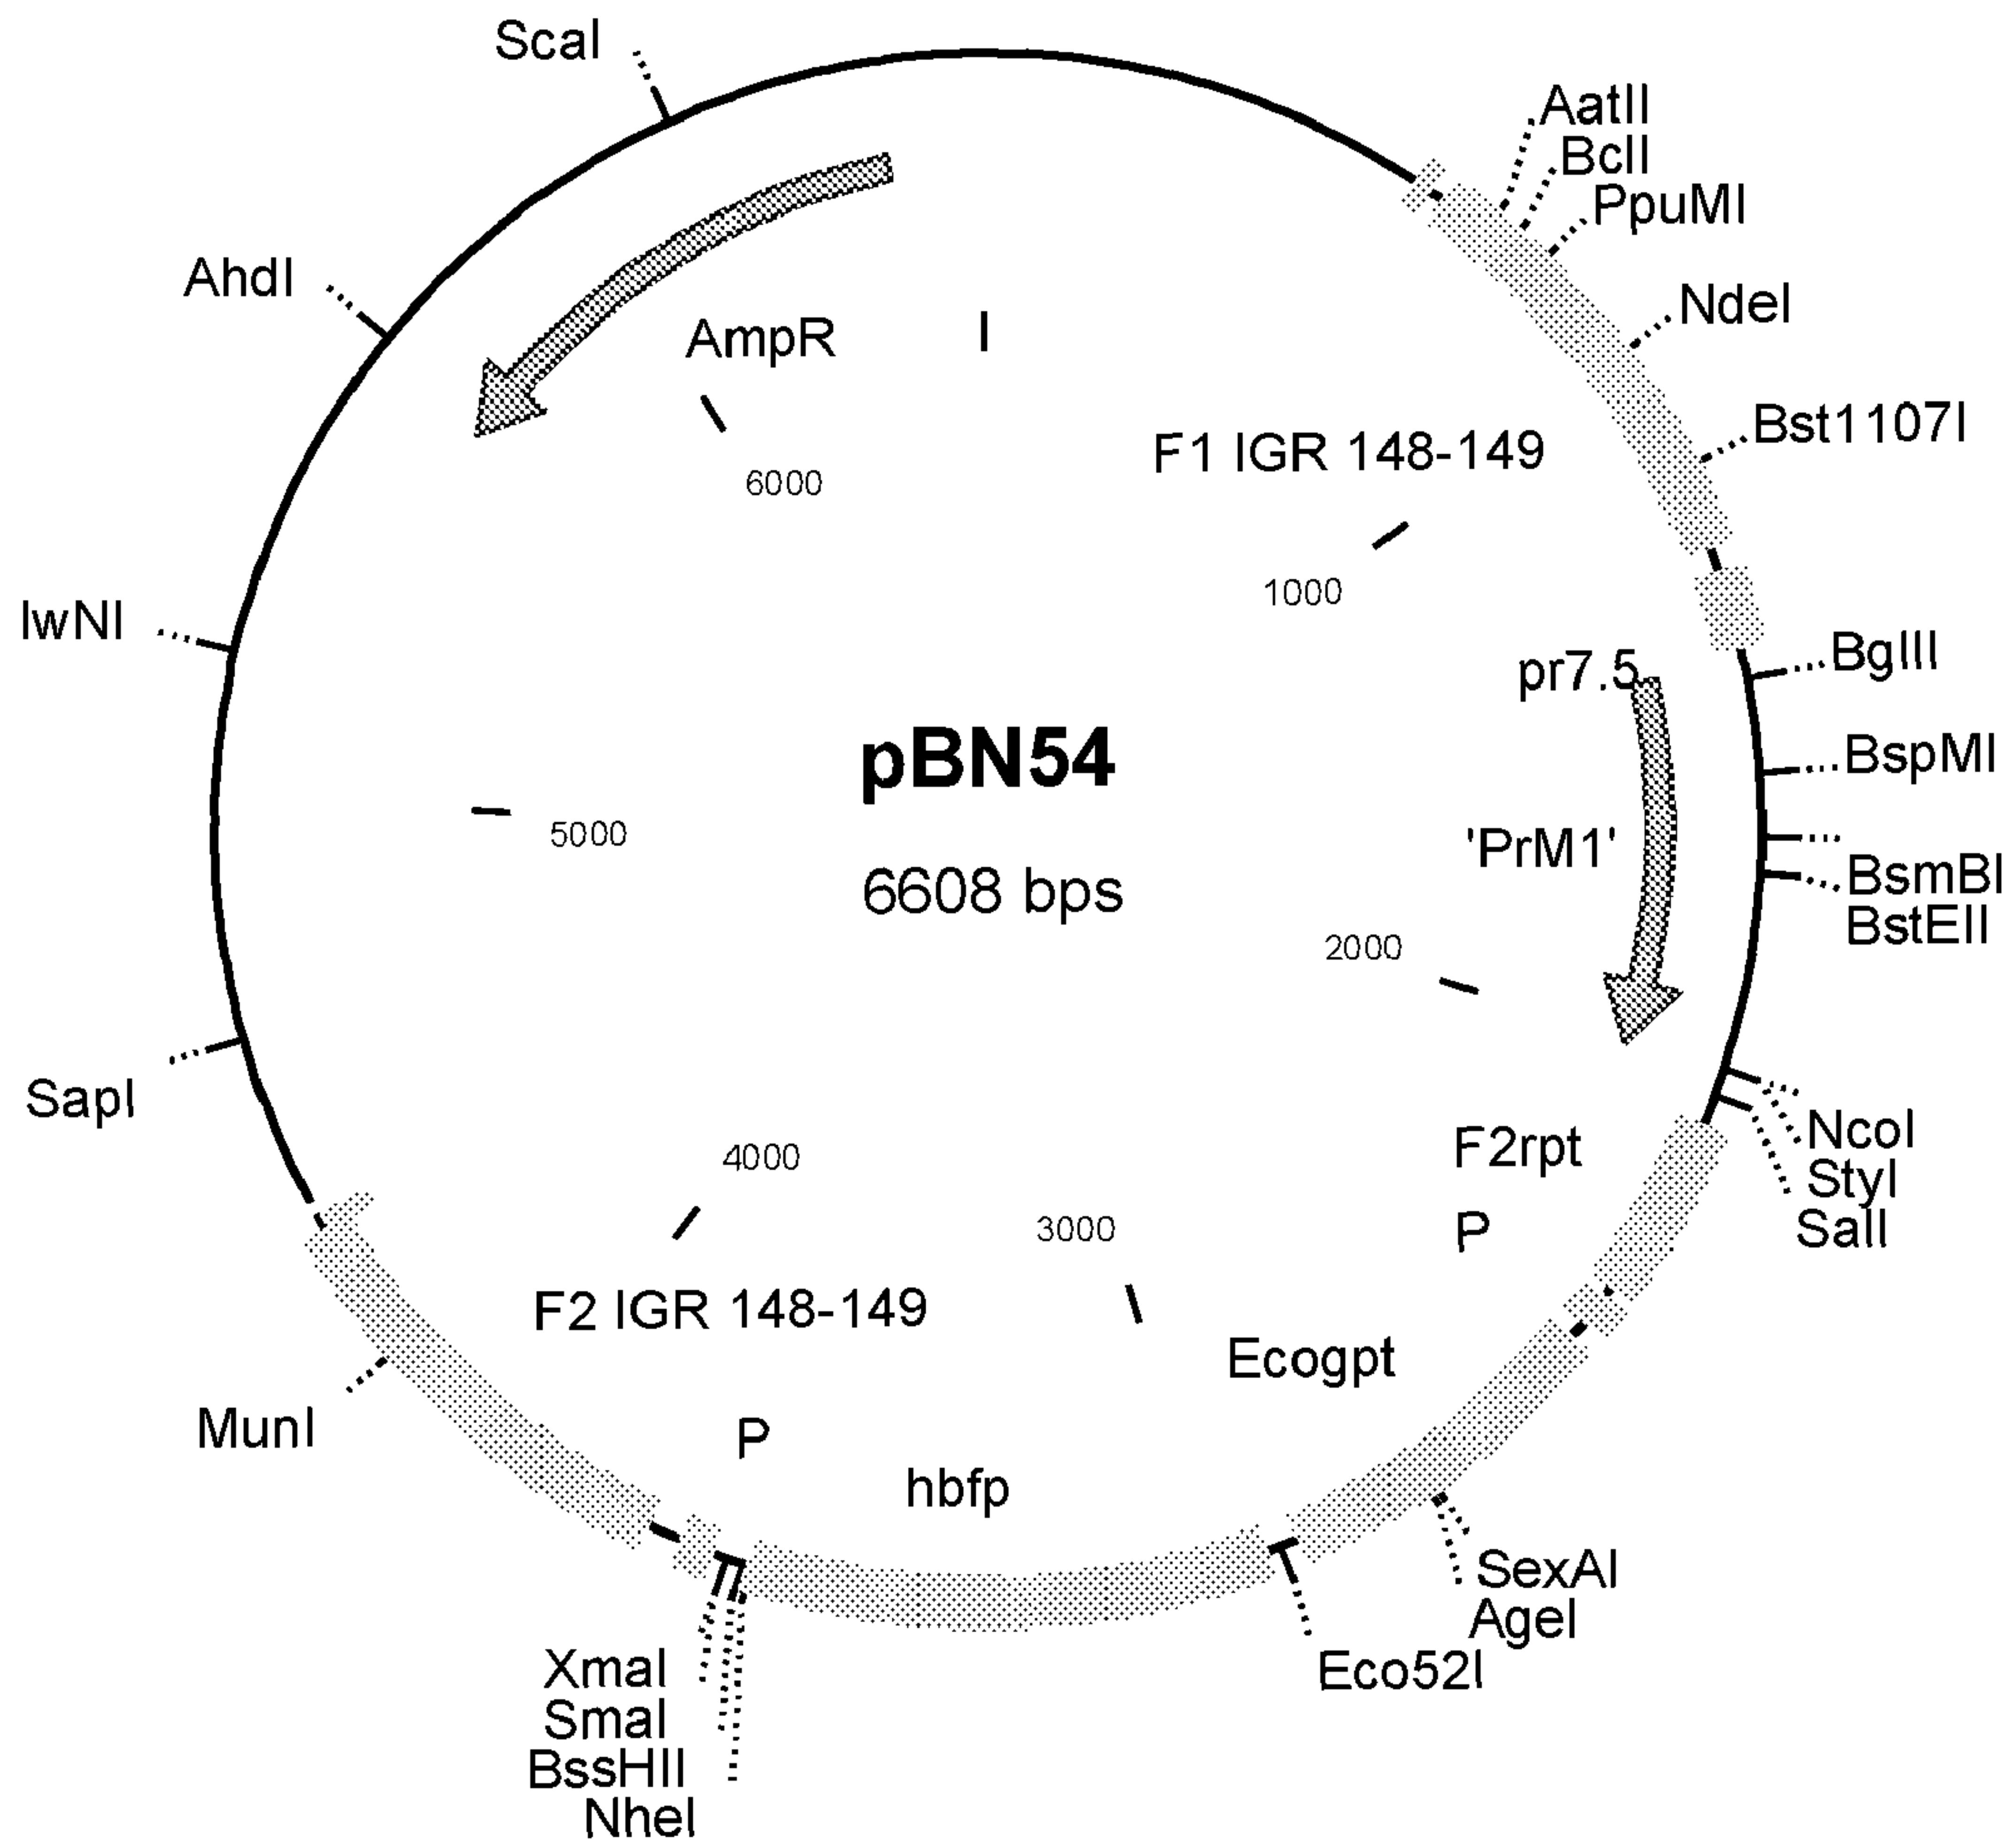 ScaI
AatII
BclI
PpuMI
AhdI
NdeI
AmpR
I
Bst1107I
F1 IGR 148-149
6000
1000
lwNI
BglII
pr7.5
pBN54
BspMI
5000
'PrM1'
6608 bps
BsmBI
BstEII
2000
SapI
NcoI
F2rpt
4000
StyI
3000
P
SalI
F2 IGR 148-149
Ecogpt
MunI
P
hbfp
SexAI
AgeI
XmaI
Eco52I
SmaI
BssHII
NheI